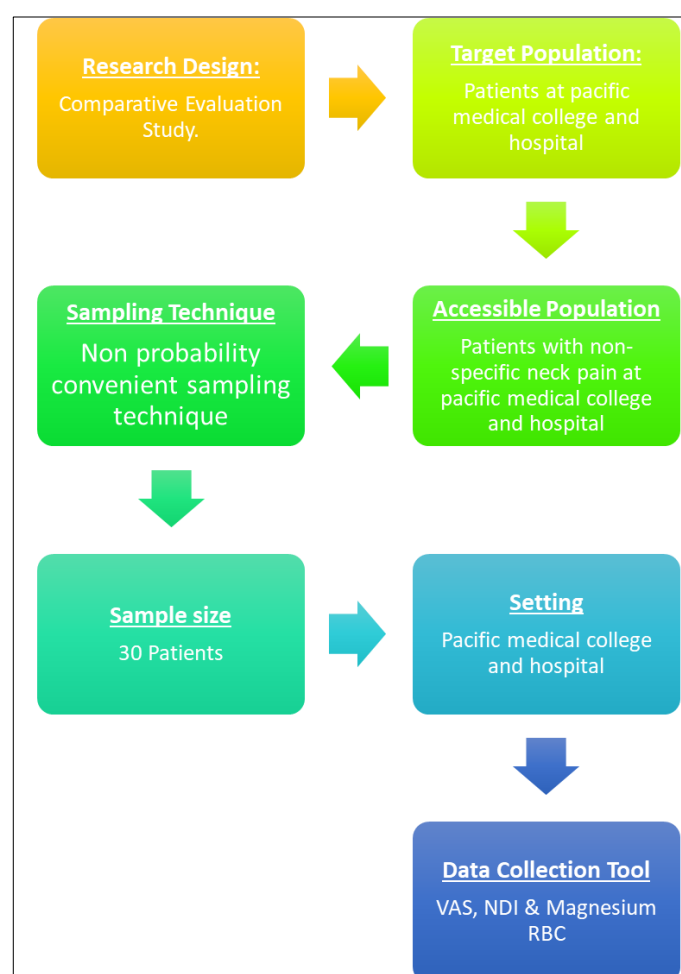 Research Design:
Comparative Evaluation
Study.
Target Population:
Patients at pacific
medical college and
hospital
Accessible Population
Patients with non-
specific neck pain at
pacific medical college
and hospital
Sampling Technique
Non probability
convenient sampling
technique
Sample size
30 Patients
Setting
Pacific medical college
and hospital
Data Collection Tool
VAS, NDI & Magnesium
RBC